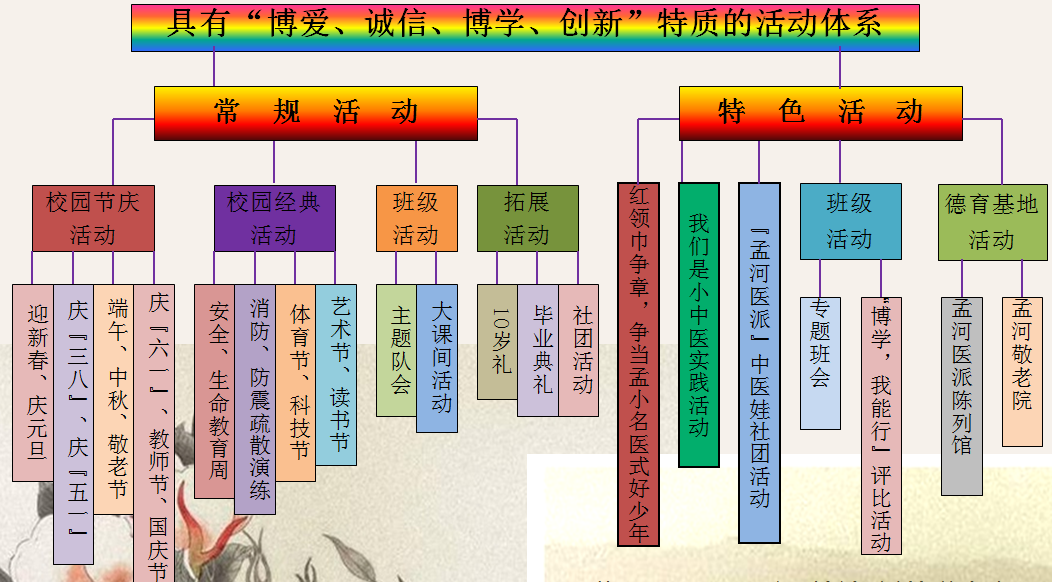 具有“博爱、诚信、博学、创新”特质的活动体系
常规活动
特色活动
校园节庆
活动
校园经典
活动
班级
活动
拓展
活动
红领巾争章，争当孟小名医式好少年
我们是小中医实践活动
『孟河医派』中医娃社团活动
班级
活动
德育基地
活动
迎新春、庆元旦
庆『三八』、庆『五一』
端午、中秋、敬老节
庆『六一』、教师节、国庆节
安全、生命教育周
消防、防震疏散演练
体育节、科技节
艺术节、读书节
主题队会
大课间活动
10岁礼
毕业典礼
社团活动
专题班会
“博学，我能行』评比活动
孟河医派陈列馆
孟河敬老院